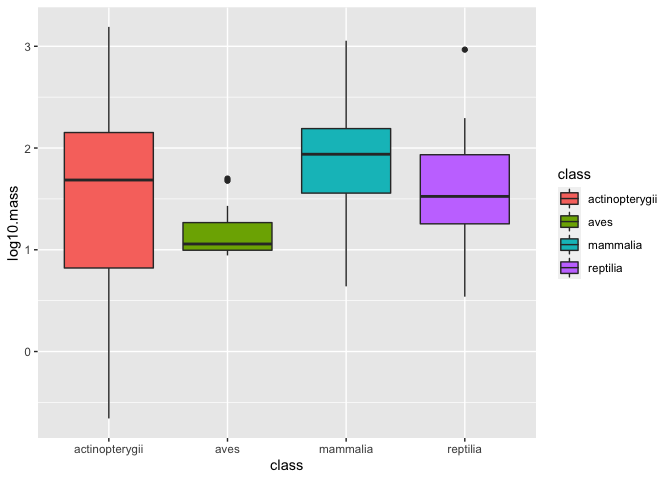 3
2
1
0
log10.mass
actinopterygii
aves
mammalia
reptilia
class
class
actinopterygii
aves
mammalia
reptilia